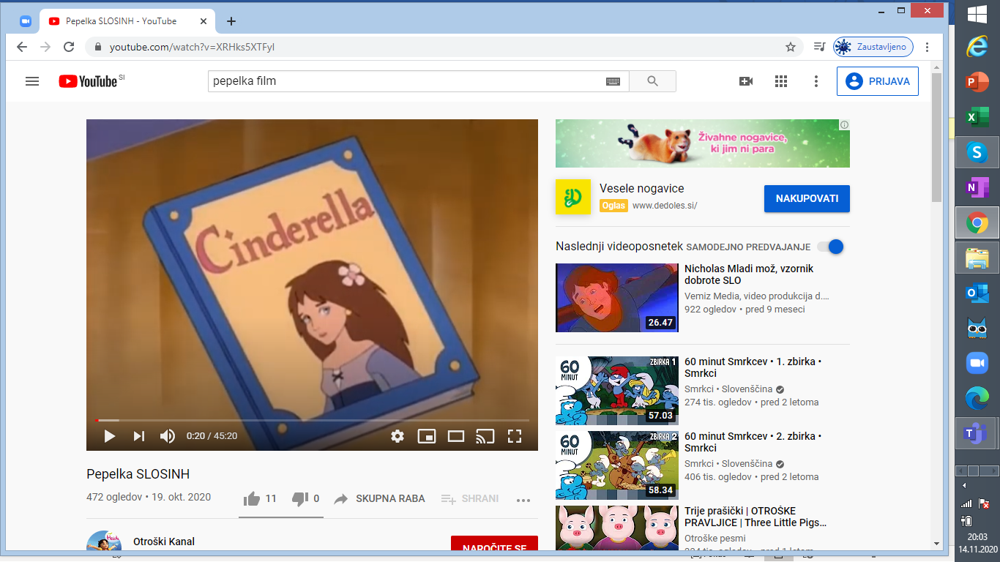 Pepelka SLOSINH - YouTube
youtube.com/watch?v=XRHks5XTFyI
Zaustavljeno
YouTube SI
pepelka film
PRIJAVA
Cinderella
0:20 / 45:20
Pepelka SLOSINH
472 ogledov • 19. okt. 2020
11
0
SKUPNA RABA
SHRANI
Otroški Kanal
NAROČITE SE
Živahne nogavice,
ki jim ni para
Vesele nogavice
Oglas www.dedoles.si/
NAKUPOVATI
Naslednji videoposnetek SAMODEJNO PREDVAJANJE
26.47
Nicholas Mladi mož, vzornik
dobrote SLO
Vemiz Media, video produkcija d....
922 ogledov • pred 9 meseci
60
MINUT
ZBIRKA 1
57.03
60 minut Smrkcev • 1. zbirka •
Smrkci
Smrkci • Slovenščina
274 tis. ogledov • pred 2 letoma
60
MINUT
ZBIRKA 2
58.34
60 minut Smrkcev • 2. zbirka •
Smrkci
Smrkci • Slovenščina
406 tis. ogledov • pred 2 letoma
Trije prašički | OTROŠKE
PRAVLJICE | Three Little Pigs...
Otroške pesmi
20:03
14.11.2020